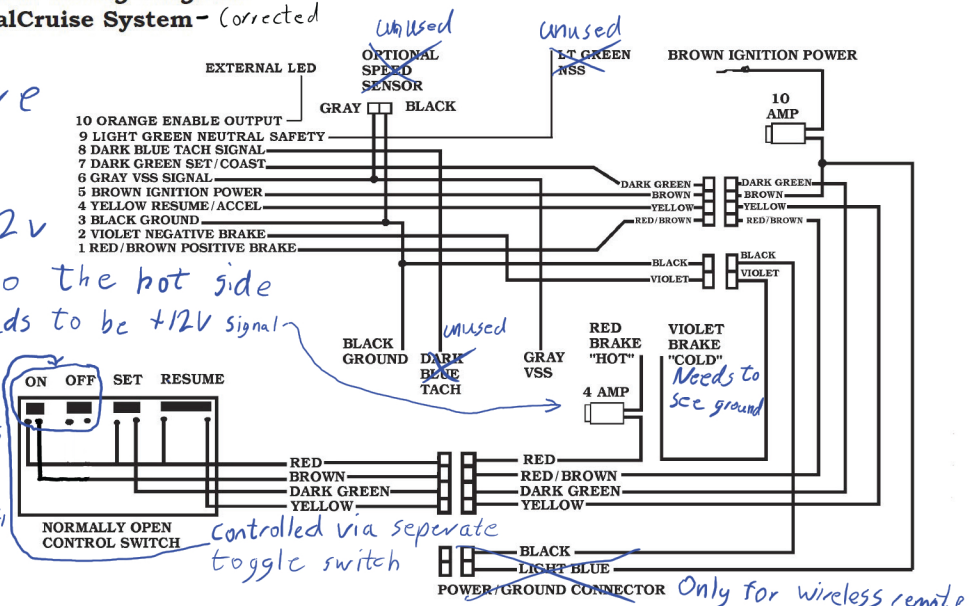 alCruise System - Corrected
unused
unused
OPTIONAL
SPEED
SENSOR
LT GREEN
NSS
BROWN IGNITION POWER
EXTERNAL LED
GRAY
BLACK
10
AMP
10 ORANGE ENABLE OUTPUT
9 LIGHT GREEN NEUTRAL SAFETY
8 DARK BLUE TACH SIGNAL
7 DARK GREEN SET/COAST
6 GRAY VSS SIGNAL
5 BROWN IGNITION POWER
4 YELLOW RESUME/ACCEL
3 BLACK GROUND
2 VIOLET NEGATIVE BRAKE
1 RED/BROWN POSITIVE BRAKE
DARK GREEN
BROWN
YELLOW
RED/BROWN
DARK GREEN
BROWN
YELLOW
RED/BROWN
BLACK
VIOLET
BLACK
VIOLET
2v
o the hot side
ds to be +12V signal
BLACK
GROUND
unused
DARK
BLUE
TACH
GRAY
VSS
RED
BRAKE
"HOT"
VIOLET
BRAKE
"COLD"
Needs to
see ground
4 AMP
ON OFF SET RESUME
RED
BROWN
DARK GREEN
YELLOW
RED
RED/BROWN
DARK GREEN
YELLOW
NORMALLY OPEN
CONTROL SWITCH
Controlled via seperate
toggle switch
BLACK
LIGHT BLUE
POWER/GROUND CONNECTOR
Only for wireless remote